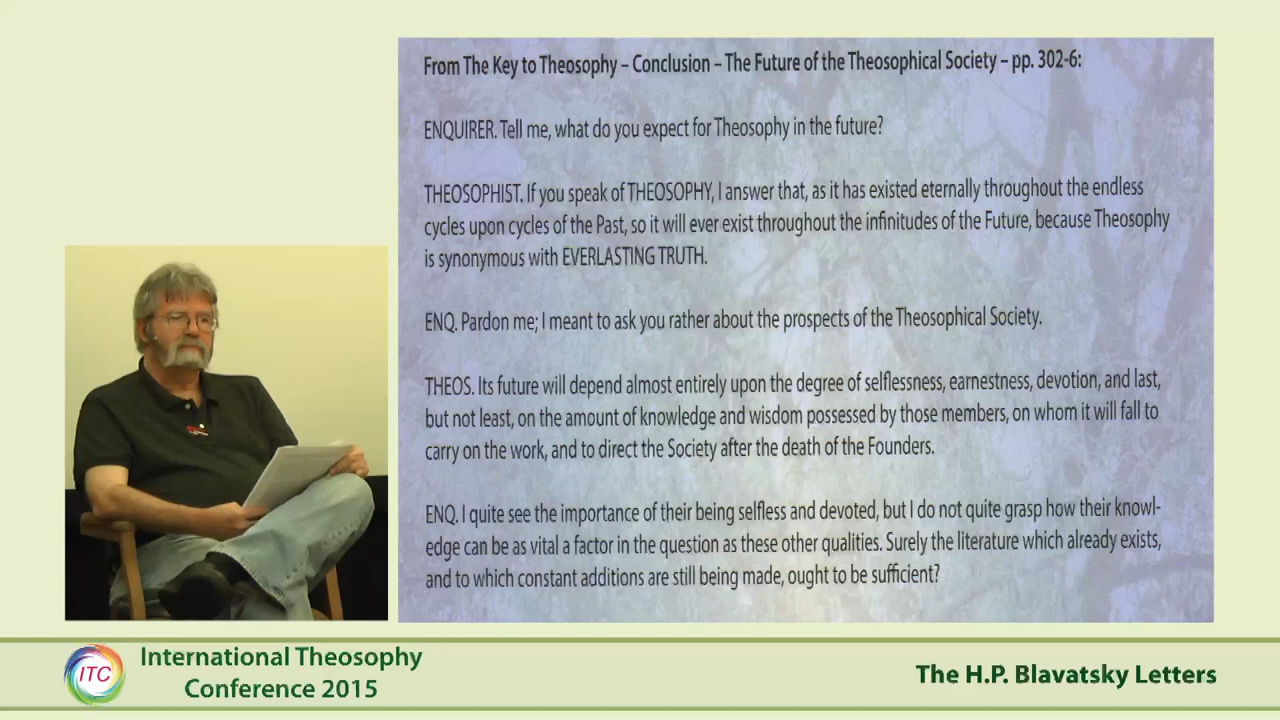 From The Key to Theosophy – Conclusion – The Future of the Theosophical Society – pp. 302-6:
ENQUIRER. Tell me, what do you expect for Theosophy in the future?
THEOSOPHIST. If you speak of THEOSOPHY, I answer that, as it has existed eternally throughout the endless
cycles upon cycles of the Past, so it will ever exist throughout the infinitudes of the Future, because Theosophy
is synonymous with EVERLASTING TRUTH.
ENQ. Pardon me; I meant to ask you rather about the prospects of the Theosophical Society.
THEOS. Its future will depend almost entirely upon the degree of selflessness, earnestness, devotion, and last,
but not least, on the amount of knowledge and wisdom possessed by those members, on whom it will fall to
carry on the work, and to direct the Society after the death of the Founders.
ENQ. I quite see the importance of their being selfless and devoted, but I do not quite grasp how their knowl-
edge can be as vital a factor in the question as these other qualities. Surely the literature which already exists,
and to which constant additions are still being made, ought to be sufficient?
ITC
International Theosophy
Conference 2015
The H.P. Blavatsky Letters